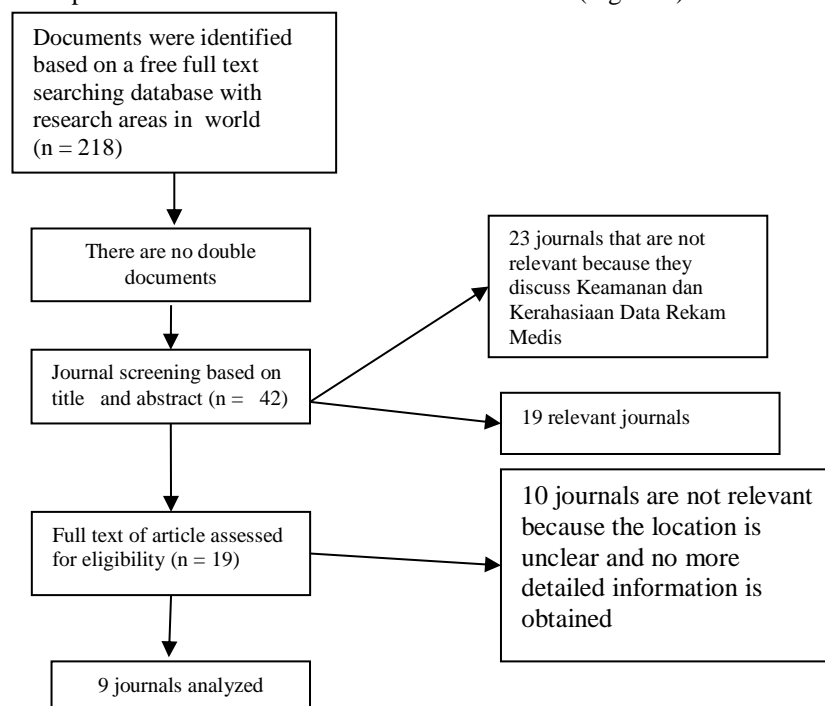 Documents were identified
based on a free full text
searching database with
research areas in world
(n = 218)
There are no double
documents
23 journals that are not
relevant because they
discuss Keamanan dan
Kerahasiaan Data Rekam
Medis
Journal screening based on
title and abstract (n = 42)
19 relevant journals
Full text of article assessed
for eligibility (n = 19)
10 journals are not relevant
because the location is
unclear and no more
detailed information is
obtained
9 journals analyzed